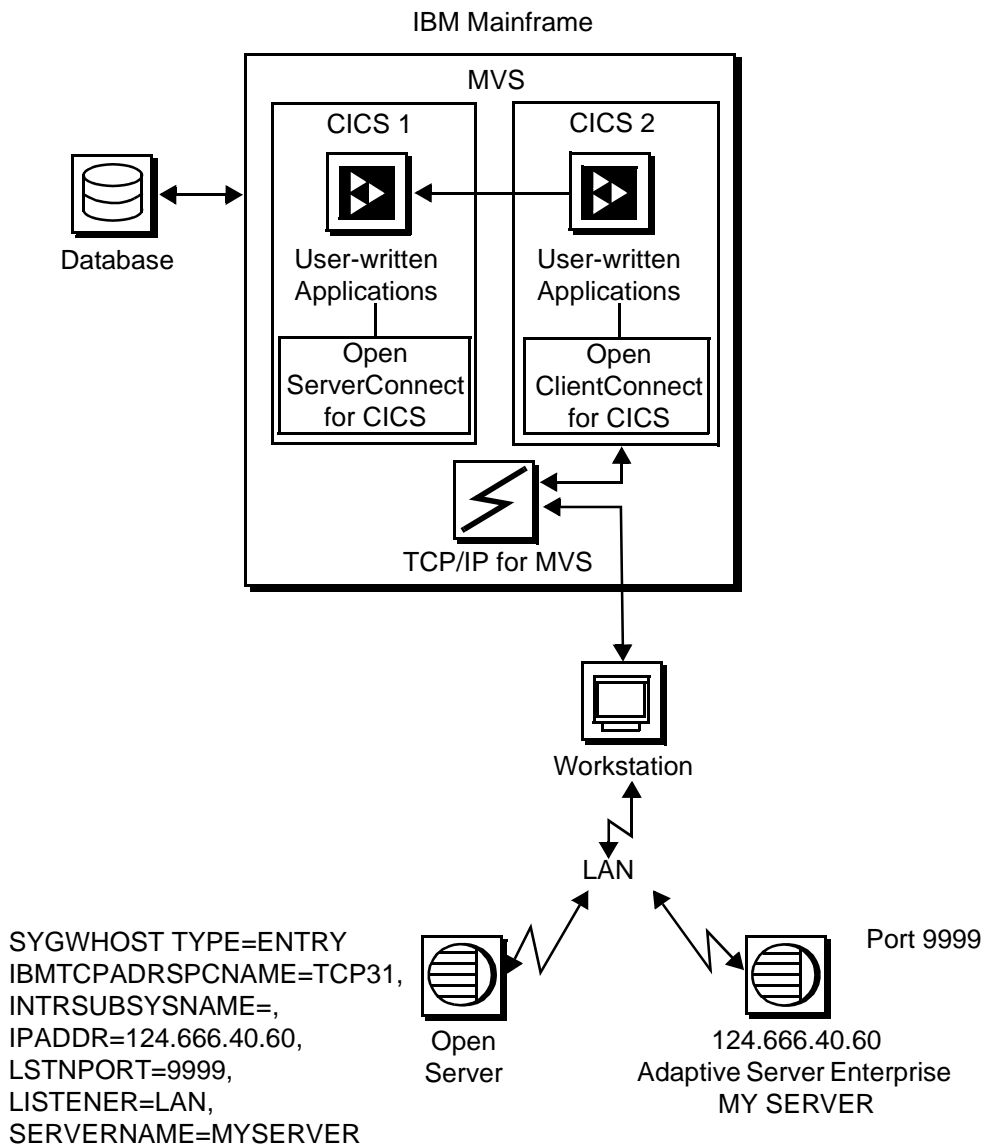 IBM Mainframe
MVS
CICS 1
CICS 2
Database
User-written
Applications
User-written
Applications
Open
ServerConnect
for CICS
Open
ClientConnect
for CICS
TCP/IP for MVS
Workstation
LAN
SYGWHOST TYPE=ENTRY
IBMTCPADRSPCNAME=TCP31,
INTRSUBSYSNAME=,
IPADDR=124.666.40.60,
LSTNPORT=9999,
LISTENER=LAN,
SERVERNAME=MYSERVER
Open
Server
Port 9999
124.666.40.60
Adaptive Server Enterprise
MY SERVER